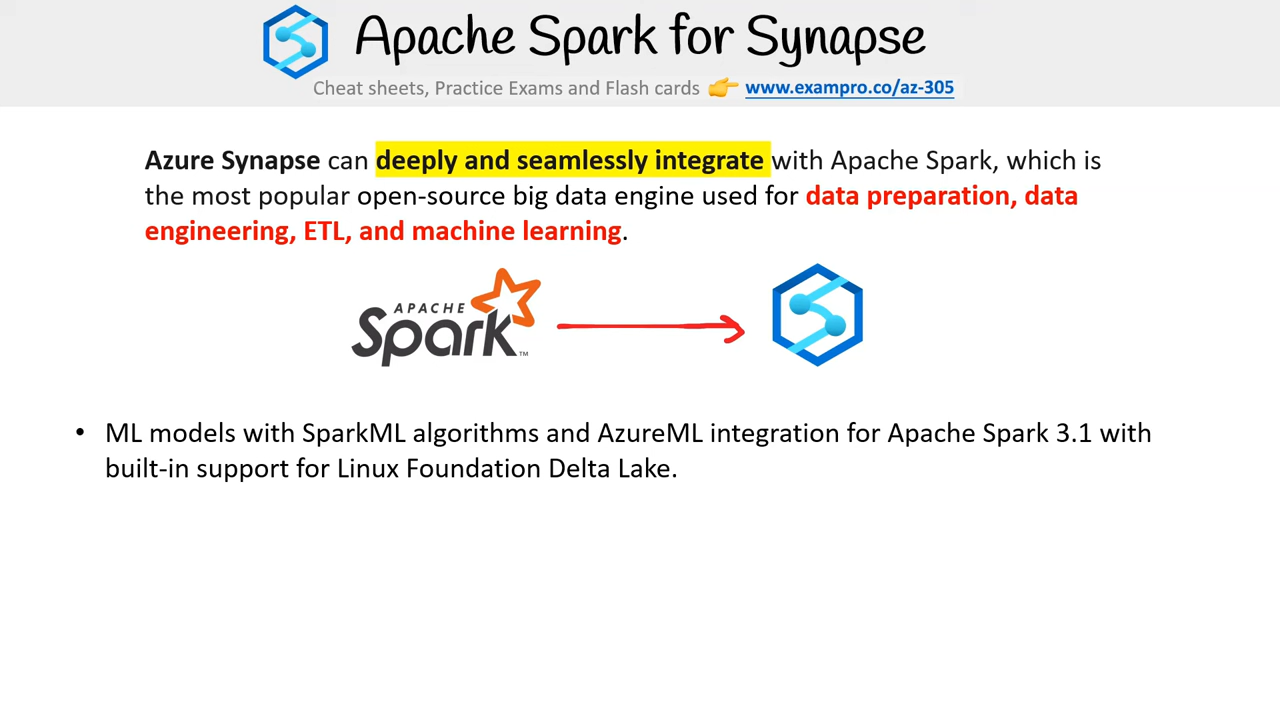 Apache Spark for Synapse
Cheat sheets, Practice Exams and Flash cards 👉 www.exampro.co/az-305
Azure Synapse can deeply and seamlessly integrate with Apache Spark, which is
the most popular open-source big data engine used for data preparation, data
engineering, ETL, and machine learning.
APACHE
Spark™
• ML models with SparkML algorithms and AzureML integration for Apache Spark 3.1 with
built-in support for Linux Foundation Delta Lake.